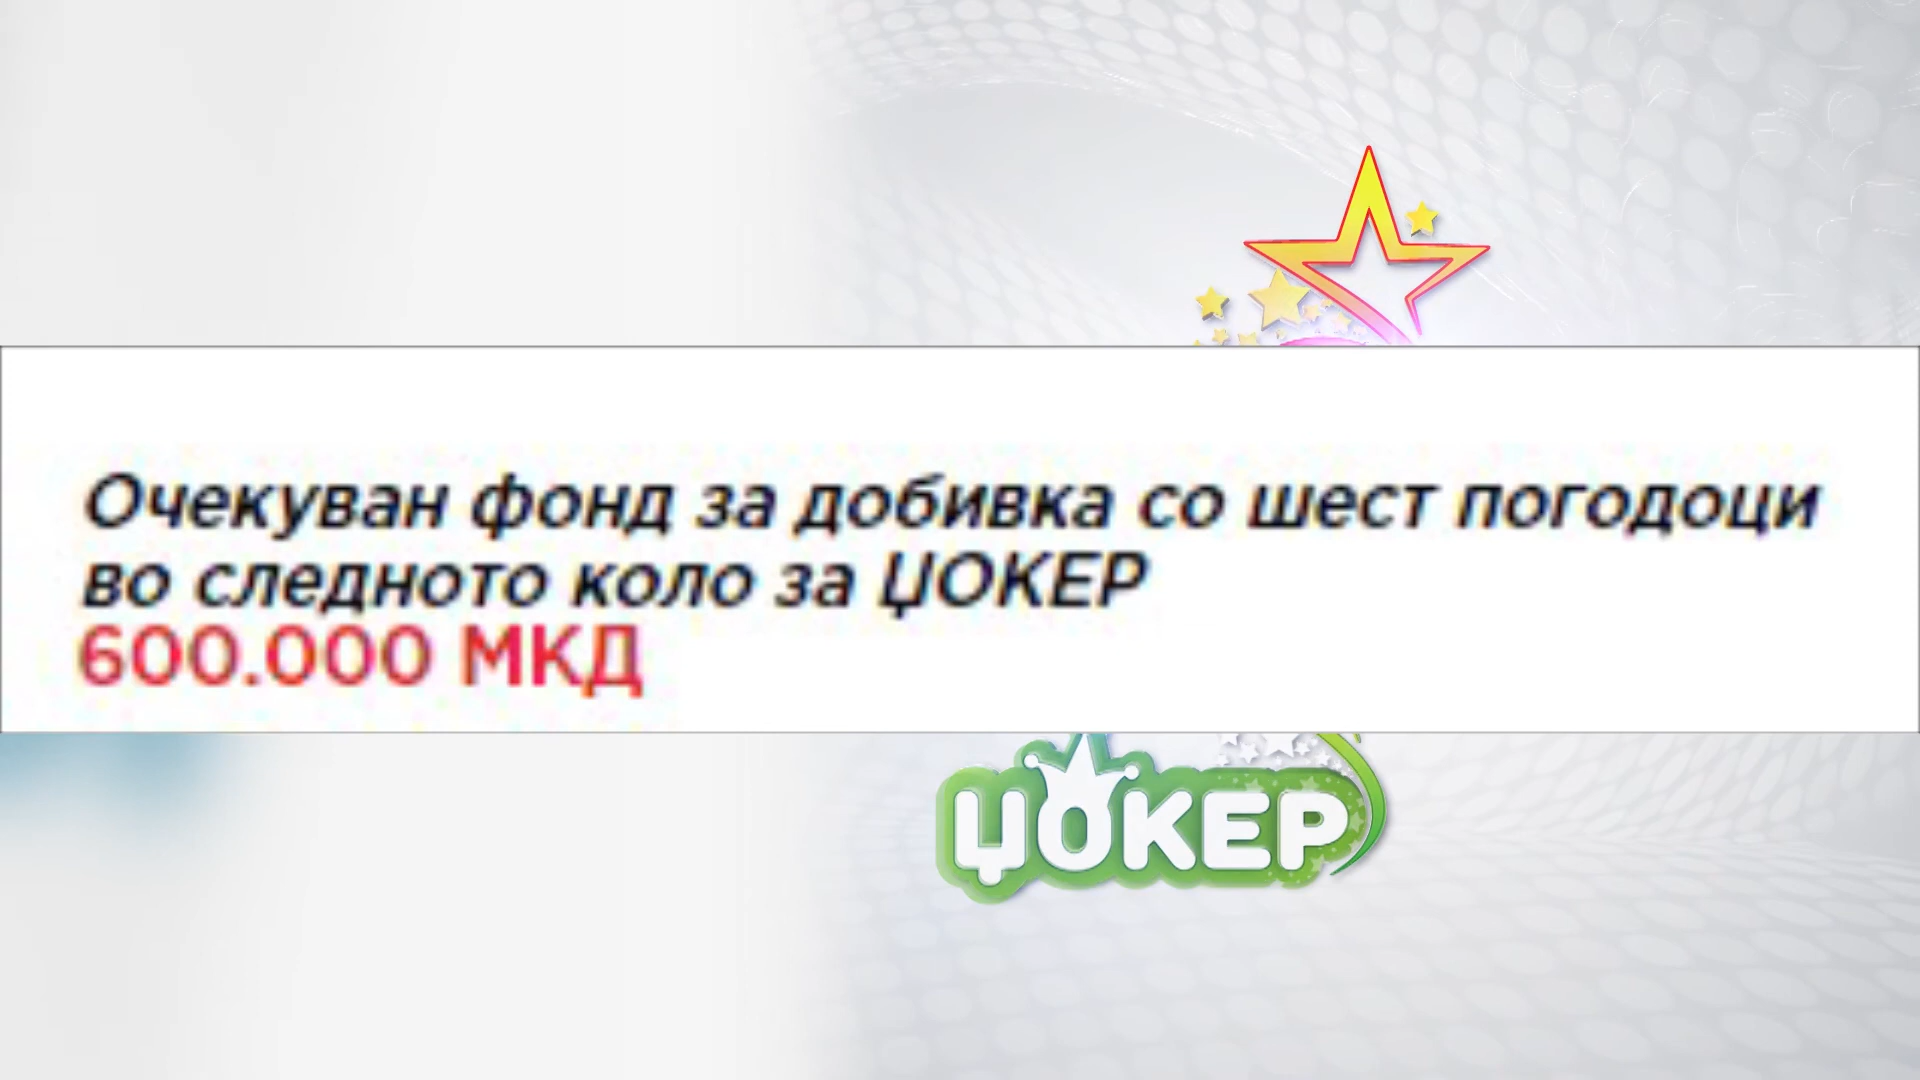 Очекуван фонд за добивка со шест погодоци
во следното коло за ЏОКЕР
600.000 МКД
ЏОКЕР